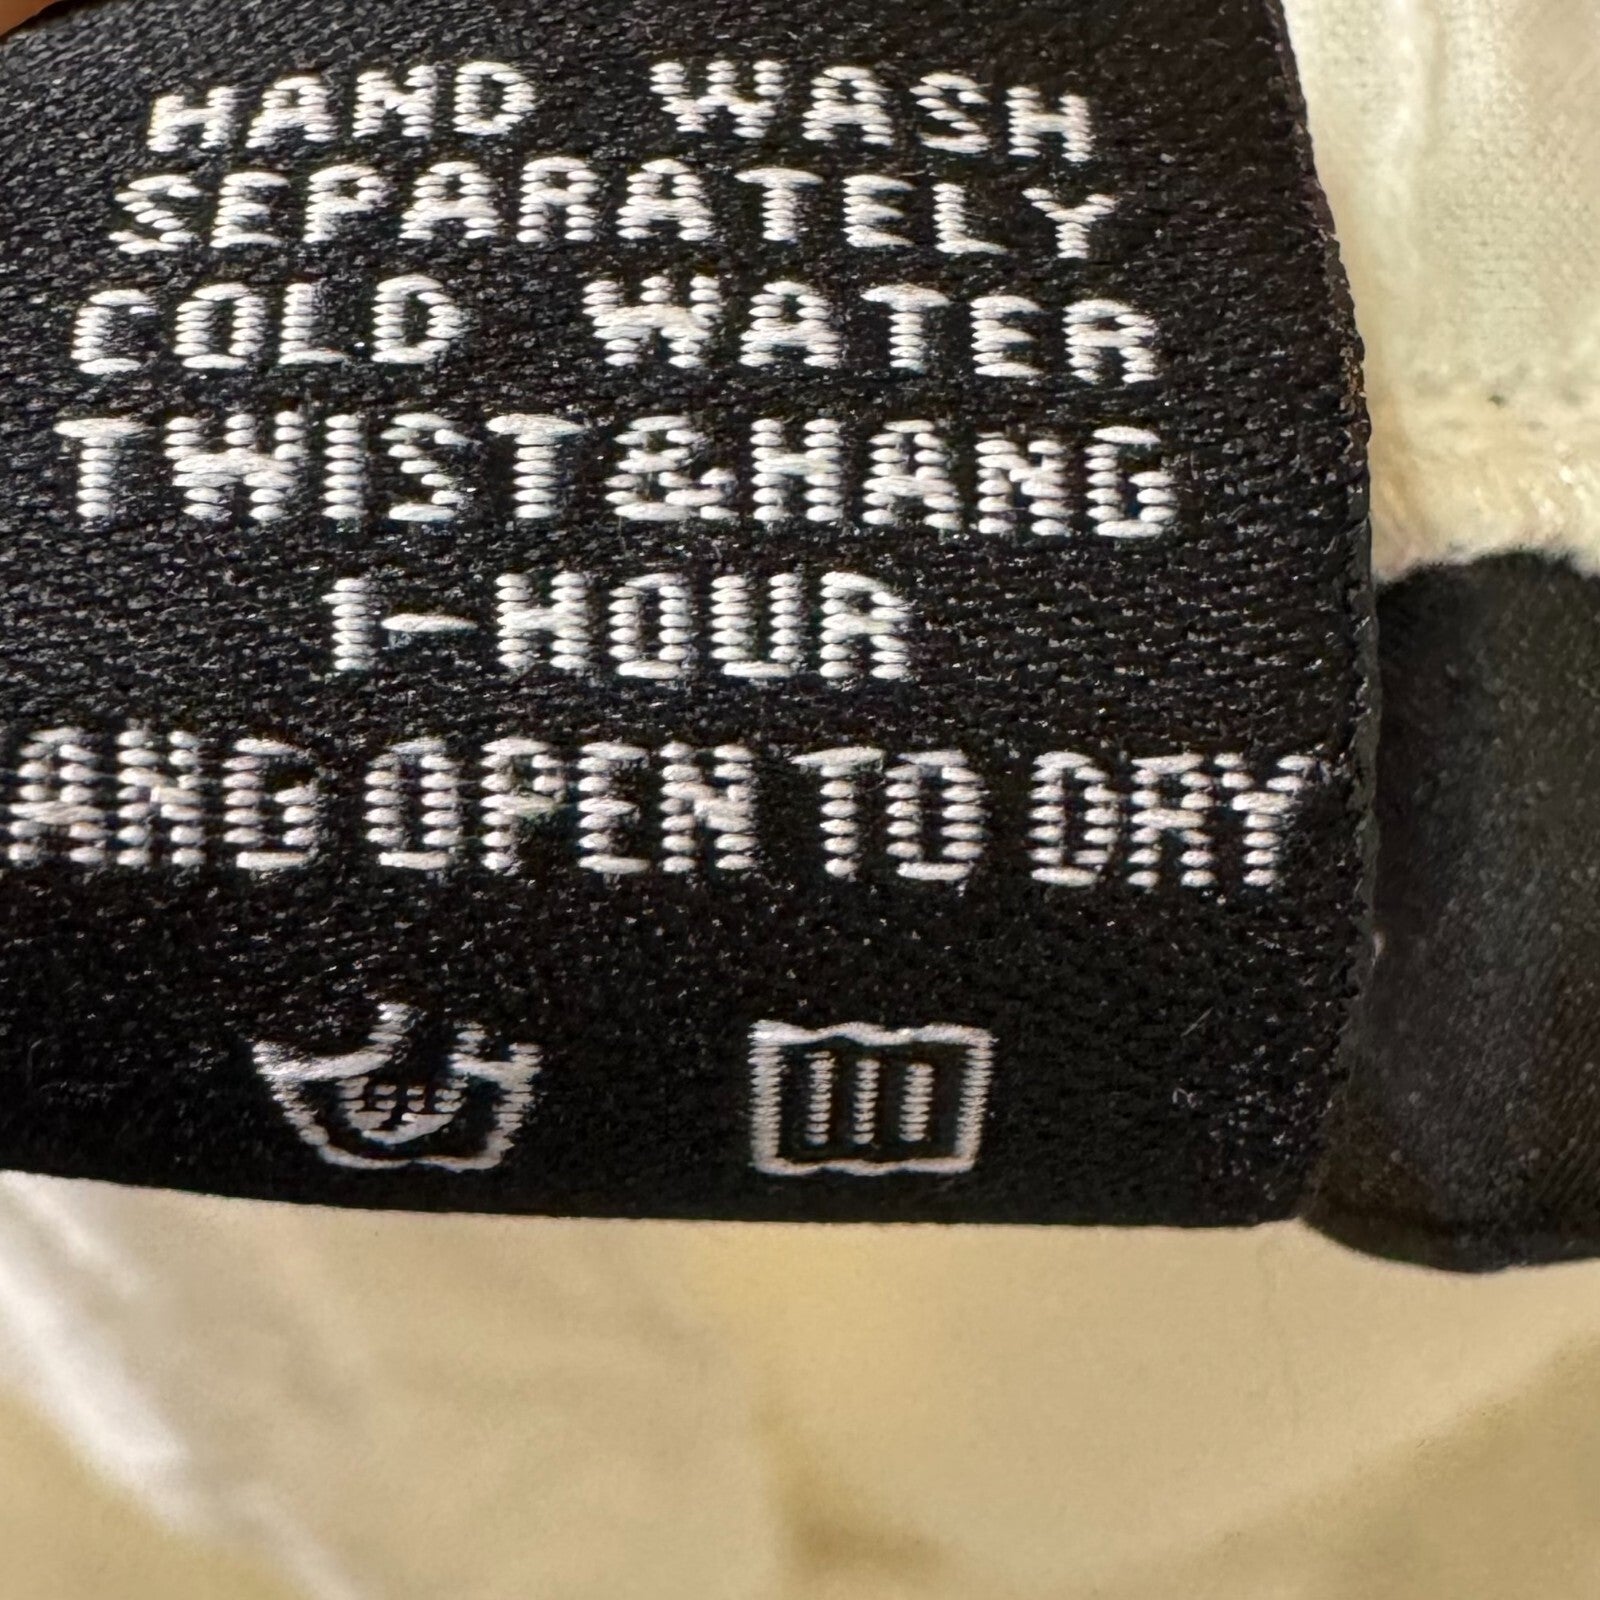 HAND WASH
SEPARATELY
COLD WATER
TWIST&HANG
1-HOUR
ANG OPEN TO DRY